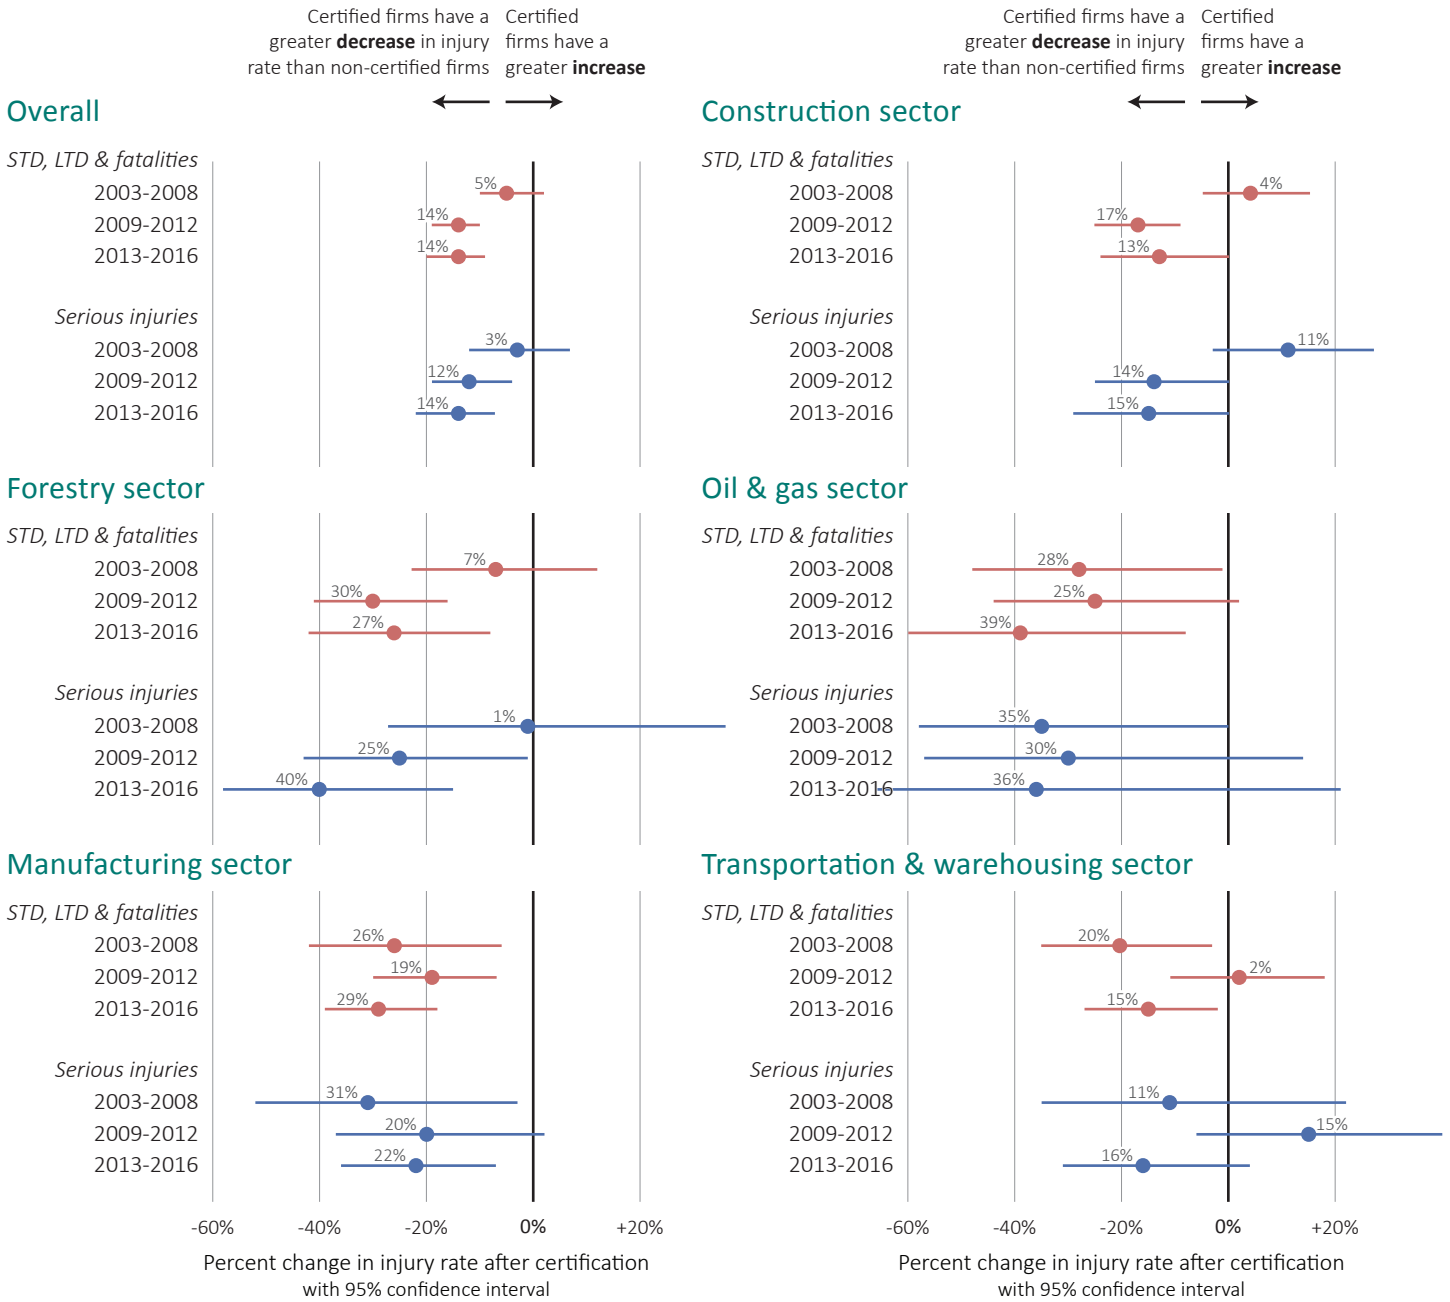 Certified firms have a
greater decrease in injury
rate than non-certified firms
Certified
firms have a
greater increase
Certified firms have a
greater decrease in injury
rate than non-certified firms
Certified
firms have a
greater increase
Overall
STD, LTD & fatalities
2003-2008
5%
2009-2012
14%
2013-2016
14%
Serious injuries
2003-2008
3%
2009-2012
12%
2013-2016
14%
Construction sector
STD, LTD & fatalities
2003-2008
4%
2009-2012
17%
2013-2016
13%
Serious injuries
2003-2008
11%
2009-2012
14%
2013-2016
15%
Forestry sector
STD, LTD & fatalities
2003-2008
7%
2009-2012
30%
2013-2016
27%
Serious injuries
2003-2008
1%
2009-2012
25%
2013-2016
40%
Oil & gas sector
STD, LTD & fatalities
2003-2008
28%
2009-2012
25%
2013-2016
39%
Serious injuries
2003-2008
35%
2009-2012
30%
2013-2016
36%
Manufacturing sector
STD, LTD & fatalities
2003-2008
26%
2009-2012
19%
2013-2016
29%
Serious injuries
2003-2008
31%
2009-2012
20%
2013-2016
22%
-60% -40% -20% 0% +20%
Percent change in injury rate after certification
with 95% confidence interval
Transportation & warehousing sector
STD, LTD & fatalities
2003-2008
20%
2009-2012
2%
2013-2016
15%
Serious injuries
2003-2008
11%
2009-2012
15%
2013-2016
16%
-60% -40% -20% 0% +20%
Percent change in injury rate after certification
with 95% confidence interval